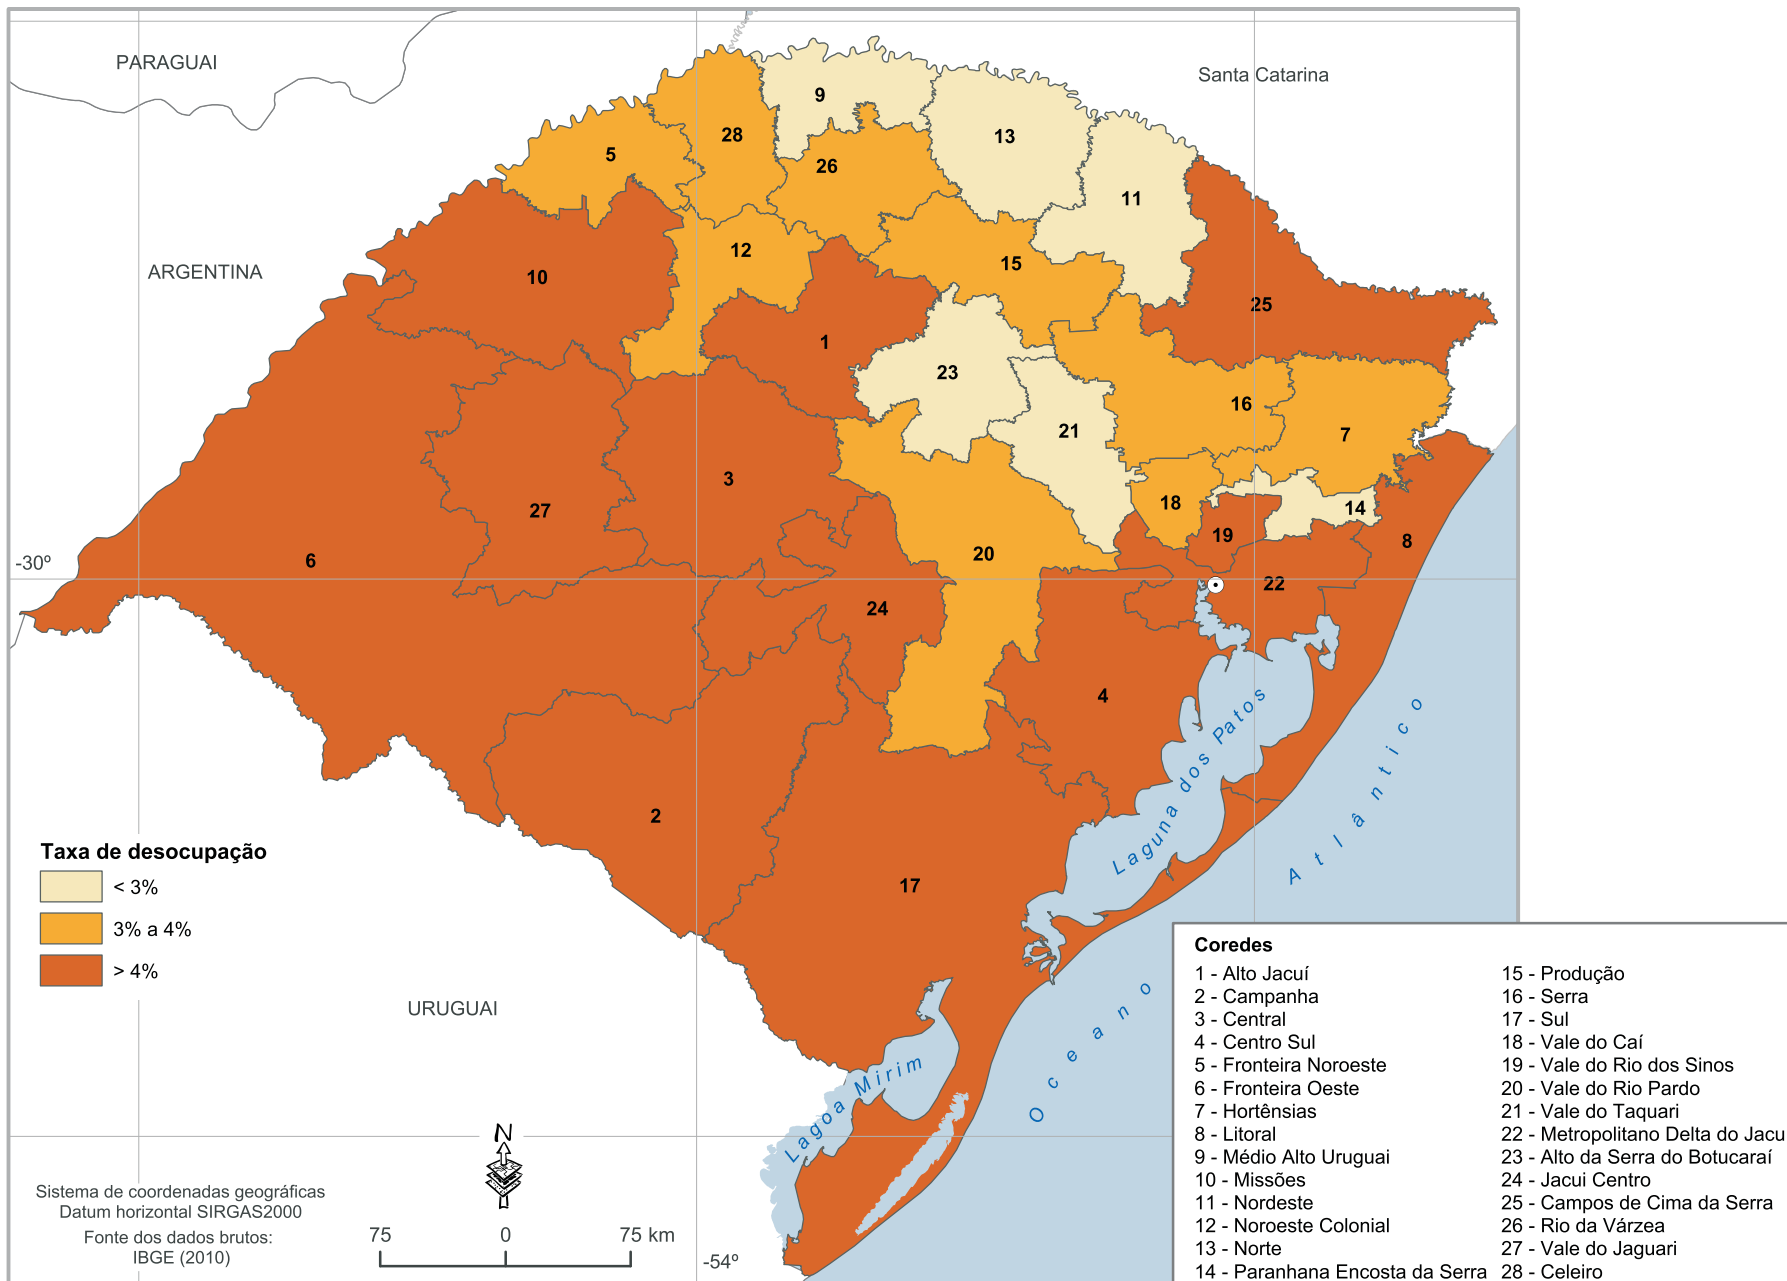 PARAGUAI
Santa Catarina
ARGENTINA
URUGUAI
9
13
28
5
26
11
12
15
10
25
1
23
16
21
7
3
18
27
14
19
8
20
6
22
24
4
2
17
-30º
-54º
Laguna dos Patos
Lagoa Mirim
Oceano Atlântico
Taxa de desocupação
< 3%
3% a 4%
> 4%
N
Sistema de coordenadas geográficas
Datum horizontal SIRGAS2000
Fonte dos dados brutos:
IBGE (2010)
75 0 75 km
Coredes
1 - Alto Jacuí
2 - Campanha
3 - Central
4 - Centro Sul
5 - Fronteira Noroeste
6 - Fronteira Oeste
7 - Hortênsias
8 - Litoral
9 - Médio Alto Uruguai
10 - Missões
11 - Nordeste
12 - Noroeste Colonial
13 - Norte
14 - Paranhana Encosta da Serra
15 - Produção
16 - Serra
17 - Sul
18 - Vale do Caí
19 - Vale do Rio dos Sinos
20 - Vale do Rio Pardo
21 - Vale do Taquari
22 - Metropolitano Delta do Jacu
23 - Alto da Serra do Botucaraí
24 - Jacui Centro
25 - Campos de Cima da Serra
26 - Rio da Várzea
27 - Vale do Jaguari
28 - Celeiro